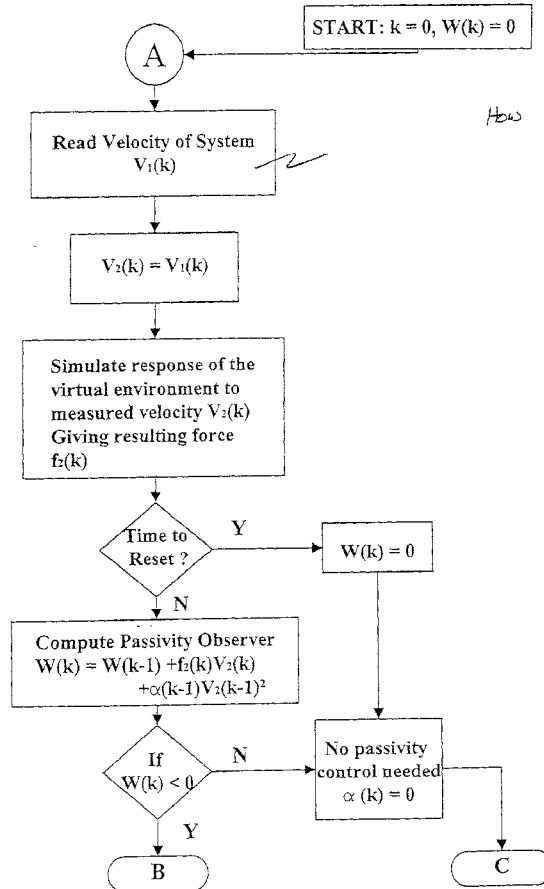 START: k = 0, W(k) = 0
A
How
Read Velocity of System
V₁(k)
V₂(k) = V₁(k)
Simulate response of the
virtual environment to
measured velocity V₂(k)
Giving resulting force
f₂(k)
Time to
Reset ?
Y
W(k) = 0
N
Compute Passivity Observer
W(k) = W(k-1) +f₂(k)V₂(k)
+α(k-1)V₂(k-1)²
If
W(k) < 0
N
No passivity
control needed
α (k) = 0
Y
B
C